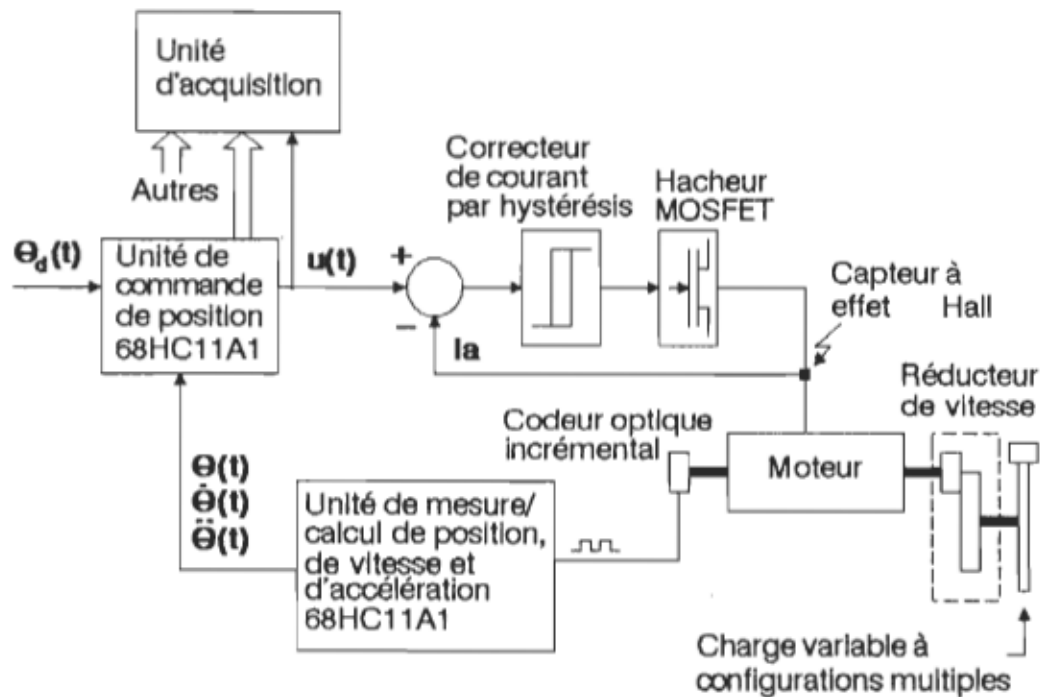 Unité
d'acquisition
Autres
Correcteur
de courant
par hystérésis
Hacheur
MOSFET
Θd(t)
Unité de
commande
de position
68HC11A1
u(t)
+
−
Ia
Capteur à
effet Hall
Réducteur
de vitesse
Codeur optique
incrémental
Moteur
Θ(t)
Θ̇(t)
Θ̈(t)
Unité de mesure/
calcul de position,
de vitesse et
d'accélération
68HC11A1
Charge variable à
configurations multiples